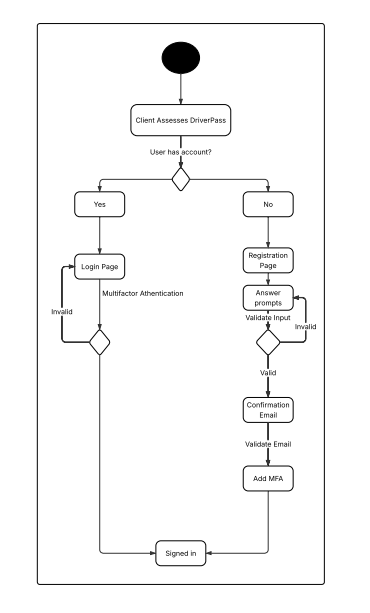 Client Assesses DriverPass
User has account?
Yes
No
Login Page
Registration
Page
Multifactor Athentication
Answer
prompts
Invalid
Validate Input
Invalid
Valid
Confirmation
Email
Validate Email
Add MFA
Signed in